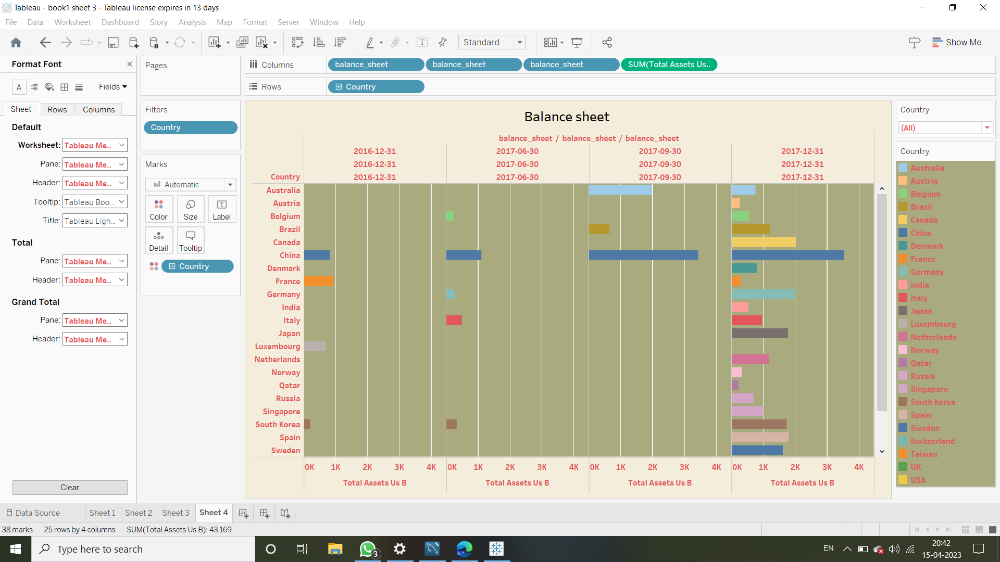 Tableau - book1 sheet 3 - Tableau license expires in 13 days
File Data Worksheet Dashboard Story Analysis Map Format Server Window Help
Standard
Show Me
Format Font
Fields
Sheet Rows Columns
Default
Worksheet: Tableau Me..
Pane: Tableau Me..
Header: Tableau Me..
Tooltip: Tableau Boo..
Title: Tableau Ligh..
Total
Pane: Tableau Me..
Header: Tableau Me..
Grand Total
Pane: Tableau Me..
Header: Tableau Me..
Clear
Pages
Filters
Country
Marks
Automatic
Color Size Label
Detail Tooltip
Country
Columns balance_sheet balance_sheet balance_sheet SUM(Total Assets Us..
Rows Country
Balance sheet
balance_sheet / balance_sheet / balance_sheet
2016-12-31 2017-06-30 2017-09-30 2017-12-31
2016-12-31 2017-06-30 2017-09-30 2017-12-31
Country 2016-12-31 2017-06-30 2017-09-30 2017-12-31
Australia
Austria
Belgium
Brazil
Canada
China
Denmark
France
Germany
India
Italy
Japan
Luxembourg
Netherlands
Norway
Qatar
Russia
Singapore
South Korea
Spain
Sweden
0K 1K 2K 3K 4K 0K 1K 2K 3K 4K 0K 1K 2K 3K 4K 0K 1K 2K 3K 4K
Total Assets Us B Total Assets Us B Total Assets Us B Total Assets Us B
Country
(All)
Country
Australia
Austria
Belgium
Brazil
Canada
China
Denmark
France
Germany
India
Italy
Japan
Luxembourg
Netherlands
Norway
Qatar
Russia
Singapore
South Korea
Spain
Sweden
Switzerland
Taiwan
UK
USA
Data Source Sheet 1 Sheet 2 Sheet 3 Sheet 4
38 marks 25 rows by 4 columns SUM(Total Assets Us B): 43,169
Type here to search
3
EN
20:42
15-04-2023